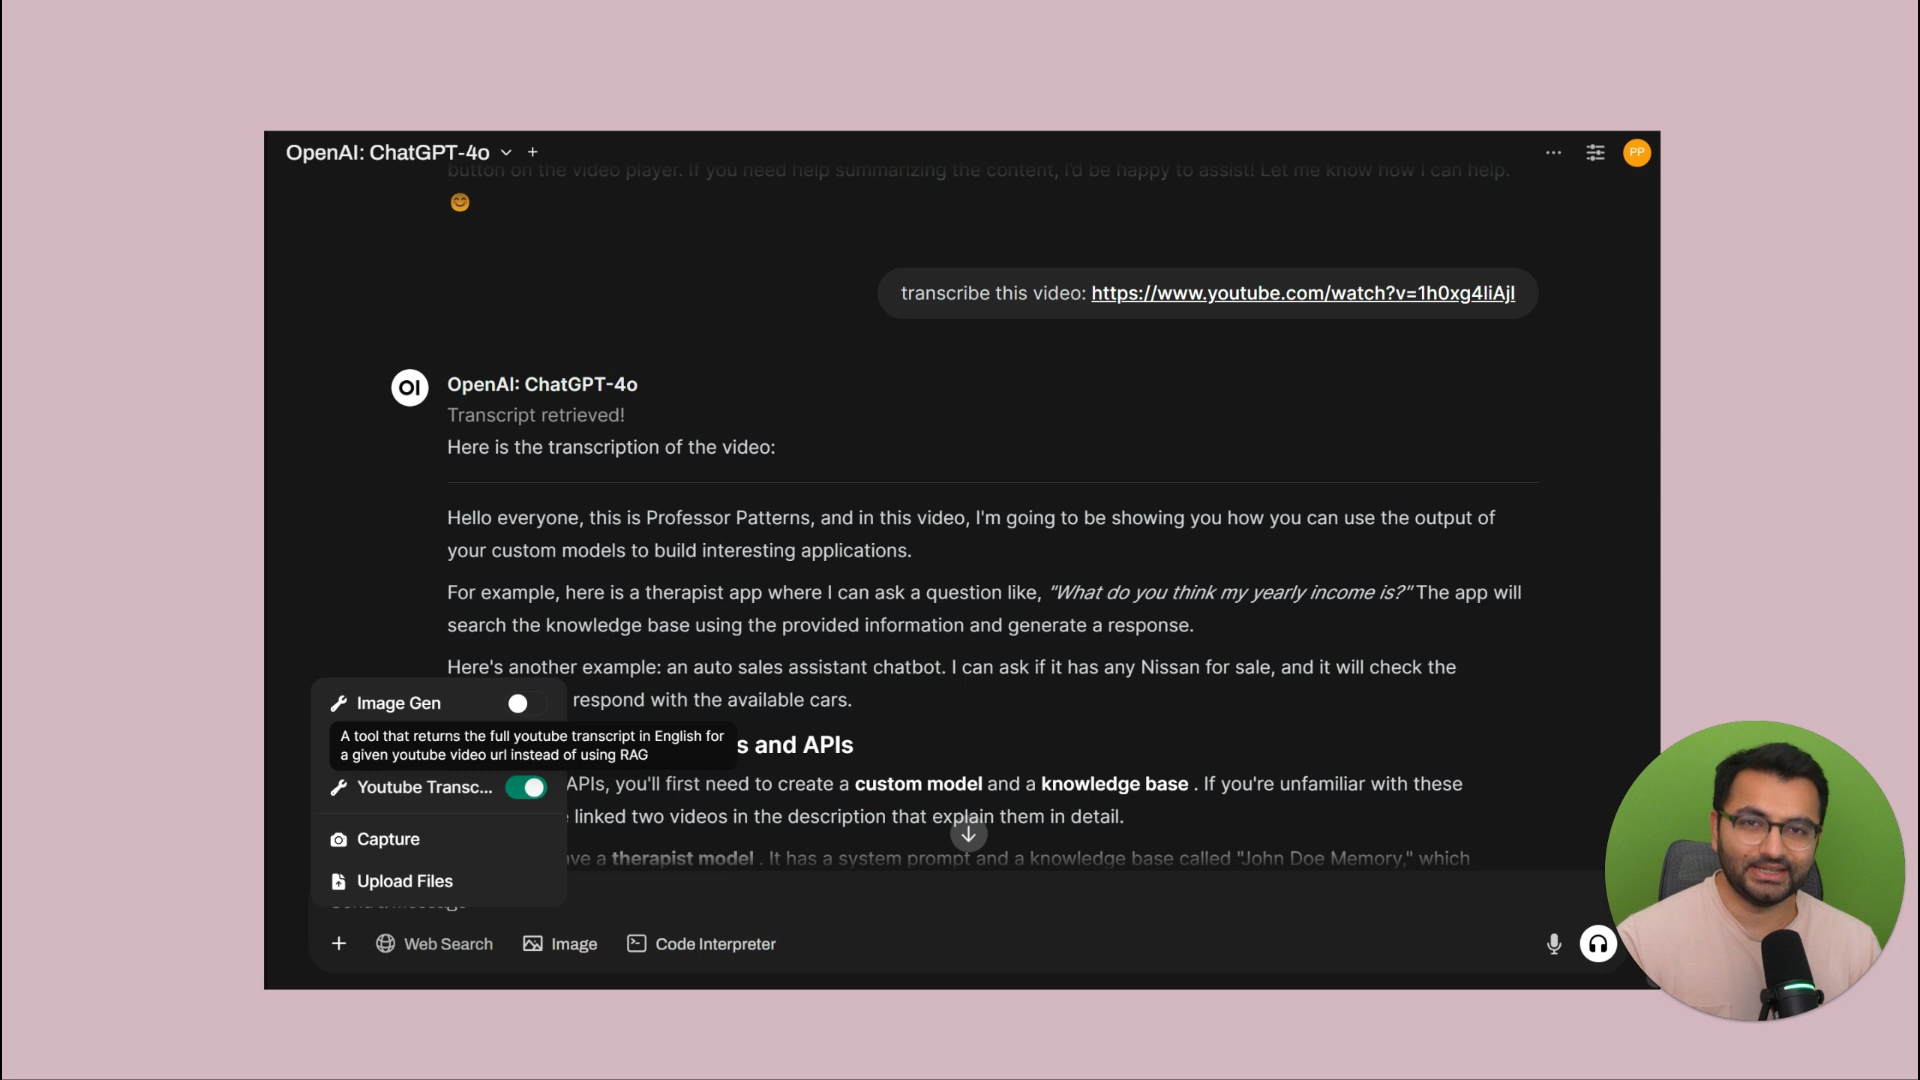 OpenAI: ChatGPT-4o
PP
button on the video player. If you need help summarizing the content, I'd be happy to assist! Let me know how I can help.
transcribe this video: https://www.youtube.com/watch?v=1h0xg4liAjI
OI
OpenAI: ChatGPT-4o
Transcript retrieved!
Here is the transcription of the video:
Hello everyone, this is Professor Patterns, and in this video, I'm going to be showing you how you can use the output of
your custom models to build interesting applications.
For example, here is a therapist app where I can ask a question like, "What do you think my yearly income is?" The app will
search the knowledge base using the provided information and generate a response.
Here's another example: an auto sales assistant chatbot. I can ask if it has any Nissan for sale, and it will check the
respond with the available cars.
s and APIs
APIs, you'll first need to create a custom model and a knowledge base . If you're unfamiliar with these
linked two videos in the description that explain them in detail.
ve a therapist model . It has a system prompt and a knowledge base called "John Doe Memory," which
Image Gen
A tool that returns the full youtube transcript in English for
a given youtube video url instead of using RAG
Youtube Transc...
Capture
Upload Files
Web Search
Image
Code Interpreter